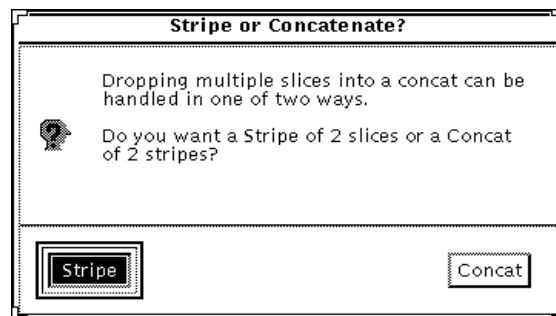 Stripe or Concatenate?
Dropping multiple slices into a concat can be
handled in one of two ways.
Do you want a Stripe of 2 slices or a Concat
of 2 stripes?
Stripe
Concat